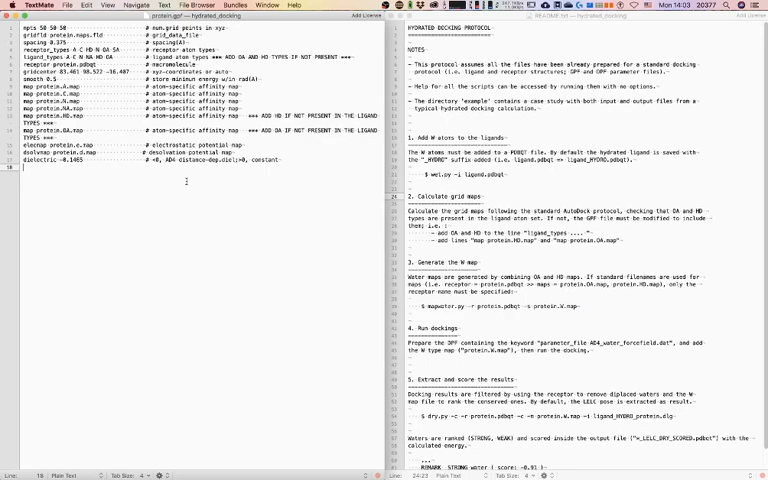 TextMate File Edit View Navigate Text Bundles Window Help
Mon 14:03 20377
protein.gpf — hydrated_docking
Add License
npts 50 50 50 # num.grid points in xyz
gridfld protein.maps.fld # grid_data_file
spacing 0.375 # spacing(A)
receptor_types A C HD N OA SA # receptor atom types
ligand_types A C N NA HD OA # ligand atom types *** ADD OA AND HD TYPES IF NOT PRESENT ***
receptor protein.pdbqt # macromolecule
gridcenter 83.461 98.522 -16.407 # xyz-coordinates or auto
smooth 0.5 # store minimum energy w/in rad(A)
map protein.A.map # atom-specific affinity map
map protein.C.map # atom-specific affinity map
map protein.N.map # atom-specific affinity map
map protein.NA.map # atom-specific affinity map
map protein.HD.map # atom-specific affinity map *** ADD HD IF NOT PRESENT IN THE LIGAND
TYPES ***
map protein.OA.map # atom-specific affinity map *** ADD OA IF NOT PRESENT IN THE LIGAND
TYPES ***
elecmap protein.e.map # electrostatic potential map
dsolvmap protein.d.map # desolvation potential map
dielectric -0.1465 # <0, AD4 distance-dep.diel;>0, constant
Line: 18 Plain Text Tab Size: 4
README.txt — hydrated_docking
Add License
HYDRATED DOCKING PROTOCOL
NOTES
- This protocol assumes all the files have been already prepared for a standard docking
protocol (i.e. ligand and receptor structures; GPF and DPF parameter files).
- Help for all the scripts can be accessed by running them with no options.
- The directory 'example' contains a case study with both input and output files from a
typical hydrated docking calculation.
1. Add W atoms to the ligands
The W atoms must be added to a PDBQT file. By default the hydrated ligand is saved with
the "_HYDRO" suffix added (i.e. ligand.pdbqt => ligand_HYDRO.pdbqt).
$ wet.py -i ligand.pdbqt
2. Calculate grid maps
Calculate the grid maps following the standard AutoDock protocol, checking that OA and HD
types are present in the ligand atom set. If not, the GPF file must be modified to include
them; i.e. :
- add OA and HD to the line "ligand_types ...."
- add lines "map protein.HD.map" and "map protein.OA.map"
3. Generate the W map
Water maps are generated by combining OA and HD maps. If standard filenames are used for
maps (i.e. receptor = protein.pdbqt >> maps = protein.OA.map, protein.HD.map), only the
receptor name must be specified:
$ mapwater.py -r protein.pdbqt -s protein.W.map
4. Run dockings
Prepare the DPF containing the keyword "parameter_file AD4_water_forcefield.dat", and add
the W type map ("protein.W.map"), then run the docking.
5. Extract and score the results
Docking results are filtered by using the receptor to remove diplaced waters and the W
map file to rank the conserved ones. By default, the LELC pose is extracted as result.
$ dry.py -c -r protein.pdbqt -c -m protein.W.map -i ligand_HYDRO_protein.dlg
Waters are ranked (STRONG, WEAK) and scored inside the output file ("*_LELC_DRY_SCORED.pdbqt") with the
calculated energy.
...
REMARK STRONG water ( score: -0.91 )
Line: 24:23 Plain Text Tab Size: 4